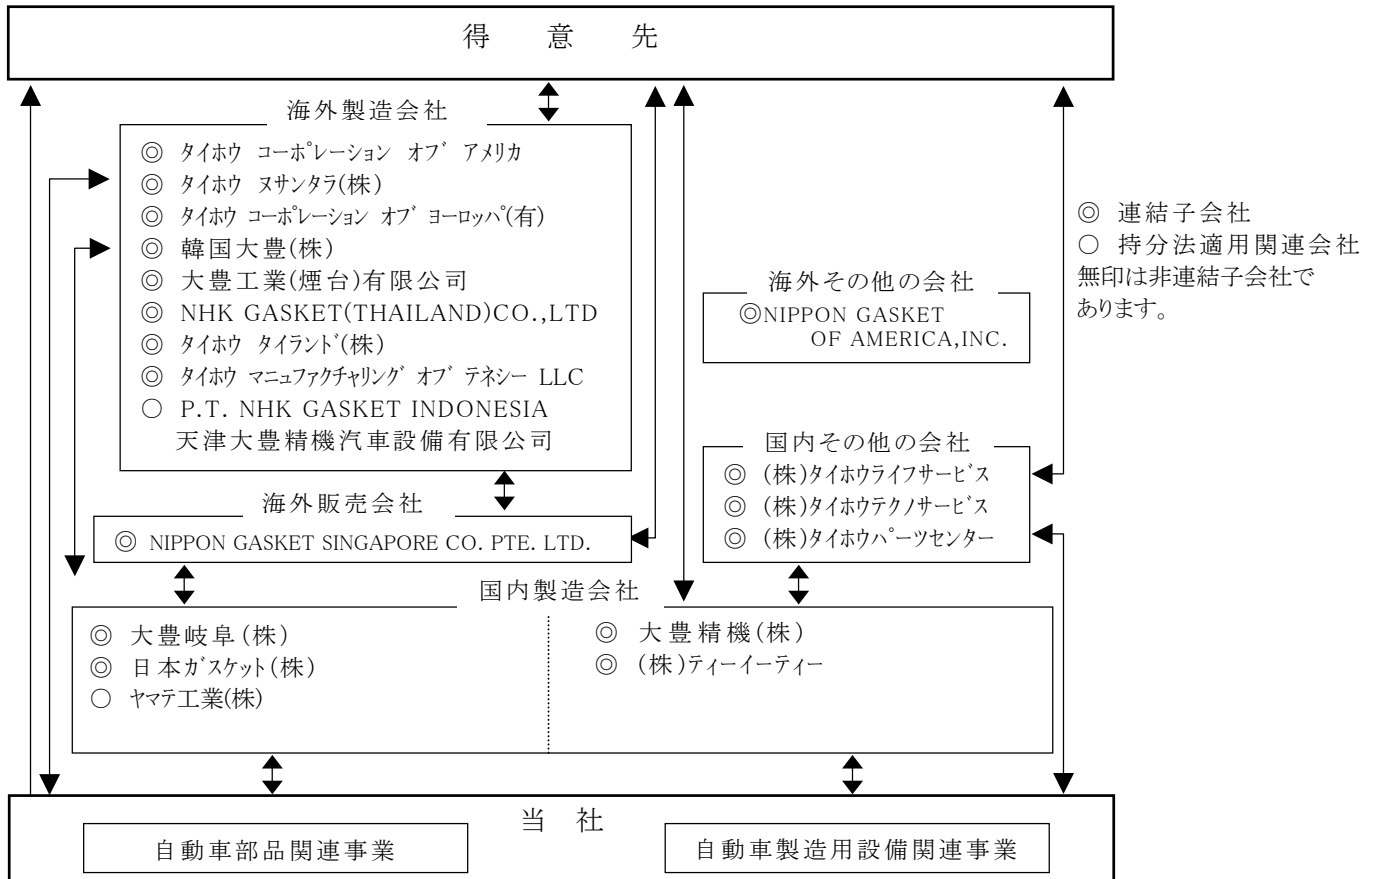 得意先
海外製造会社
◎ タイホウ コーポレーション オブ アメリカ
◎ タイホウ ヌサンタラ(株)
◎ タイホウ コーポレーション オブ ヨーロッパ(有)
◎ 韓国大豊(株)
◎ 大豊工業(煙台)有限公司
◎ NHK GASKET(THAILAND)CO.,LTD
◎ タイホウ タイランド(株)
◎ タイホウ マニュファクチャリング オブ テネシー LLC
○ P.T. NHK GASKET INDONESIA
天津大豊精機汽車設備有限公司
◎ 連結子会社
○ 持分法適用関連会社
無印は非連結子会社で
あります。
海外その他の会社
◎NIPPON GASKET
OF AMERICA,INC.
国内その他の会社
◎ (株)タイホウライフサービス
◎ (株)タイホウテクノサービス
◎ (株)タイホウパーツセンター
海外販売会社
◎ NIPPON GASKET SINGAPORE CO. PTE. LTD.
国内製造会社
◎ 大豊岐阜(株)
◎ 日本ガスケット(株)
○ ヤマテ工業(株)
◎ 大豊精機(株)
◎ (株)ティーイーティー
当社
自動車部品関連事業
自動車製造用設備関連事業